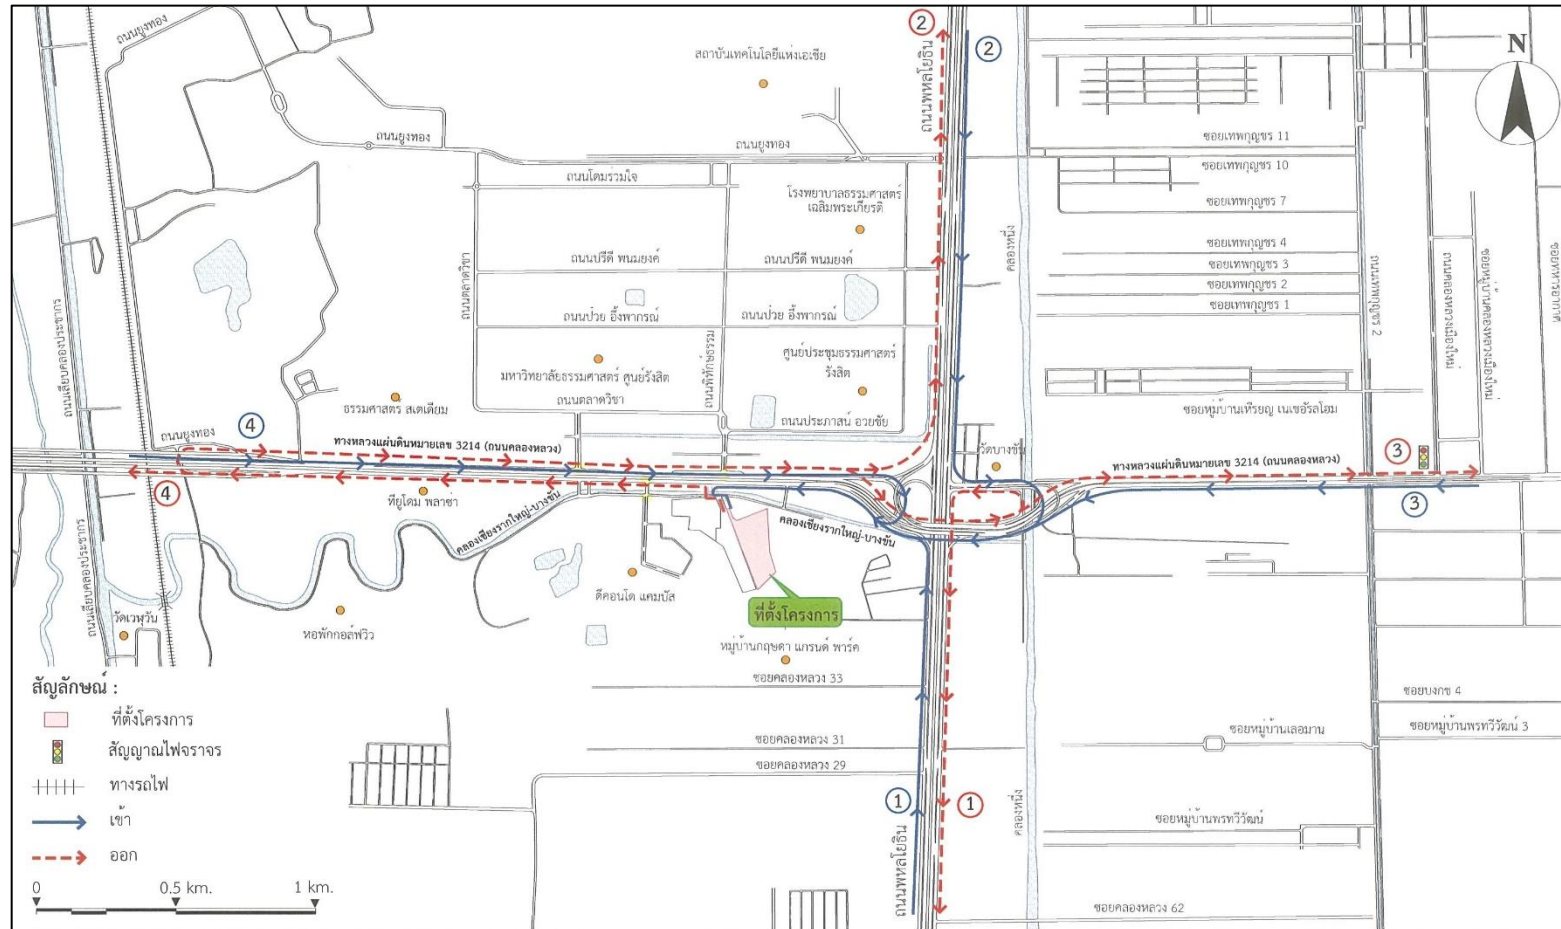 ถนนยูงทอง
2
2
ถนนพหลโยธิน
สถาบันเทคโนโลยีแห่งเอเชีย
N
ถนนยูงทอง
ถนนยูงทอง
ซอยเทพกุญชร 11
ซอยเทพกุญชร 10
ถนนโดมร่วมใจ
โรงพยาบาลธรรมศาสตร์
เฉลิมพระเกียรติ
ซอยเทพกุญชร 7
คลองหนึ่ง
ซอยเทพกุญชร 4
ซอยเทพกุญชร 3
ซอยเทพกุญชร 2
ซอยเทพกุญชร 1
ถนนปรีดี พนมยงค์
ถนนปรีดี พนมยงค์
ถนนตลาดวิชา
ถนนป๋วย อึ๊งพากรณ์
ถนนป๋วย อึ๊งพากรณ์
ถนนเทพกุญชร 2
ถนนคลองหลวงเมืองใหม่
ซอยหมู่บ้านคลองหลวงเมืองใหม่
ซอยทหารอากาศ
ถนนเลียบคลองประปา
ถนนพิทักษ์ธรรม
ศูนย์ประชุมธรรมศาสตร์
รังสิต
มหาวิทยาลัยธรรมศาสตร์ ศูนย์รังสิต
ถนนตลาดวิชา
ธรรมศาสตร์ สเตเดียม
ถนนประภาศน์ อวยชัย
ซอยหมู่บ้านเหรียญ เนเชอรัลโฮม
ถนนยูงทอง
4
ทางหลวงแผ่นดินหมายเลข 3214 (ถนนคลองหลวง)
วัดบางขัน
ทางหลวงแผ่นดินหมายเลข 3214 (ถนนคลองหลวง)
3
4
ทียูโดม พลาซ่า
3
คลองเชียงรากใหญ่-บางขัน
คลองเชียงรากใหญ่-บางขัน
ดีคอนโด แคมปัส
ที่ตั้งโครงการ
วัดเวฬุวัน
หอพักกอล์ฟวิว
หมู่บ้านกฤษดา แกรนด์ พาร์ค
ซอยคลองหลวง 33
ซอยบงกช 4
ซอยหมู่บ้านพรทวีวัฒน์ 3
ซอยหมู่บ้านเลอมาน
ซอยคลองหลวง 31
ซอยคลองหลวง 29
1
1
ถนนพหลโยธิน
คลองหนึ่ง
ซอยหมู่บ้านพรทวีวัฒน์
ซอยคลองหลวง 62
สัญลักษณ์ :
ที่ตั้งโครงการ
สัญญาณไฟจราจร
ทางรถไฟ
เข้า
ออก
0 0.5 km. 1 km.